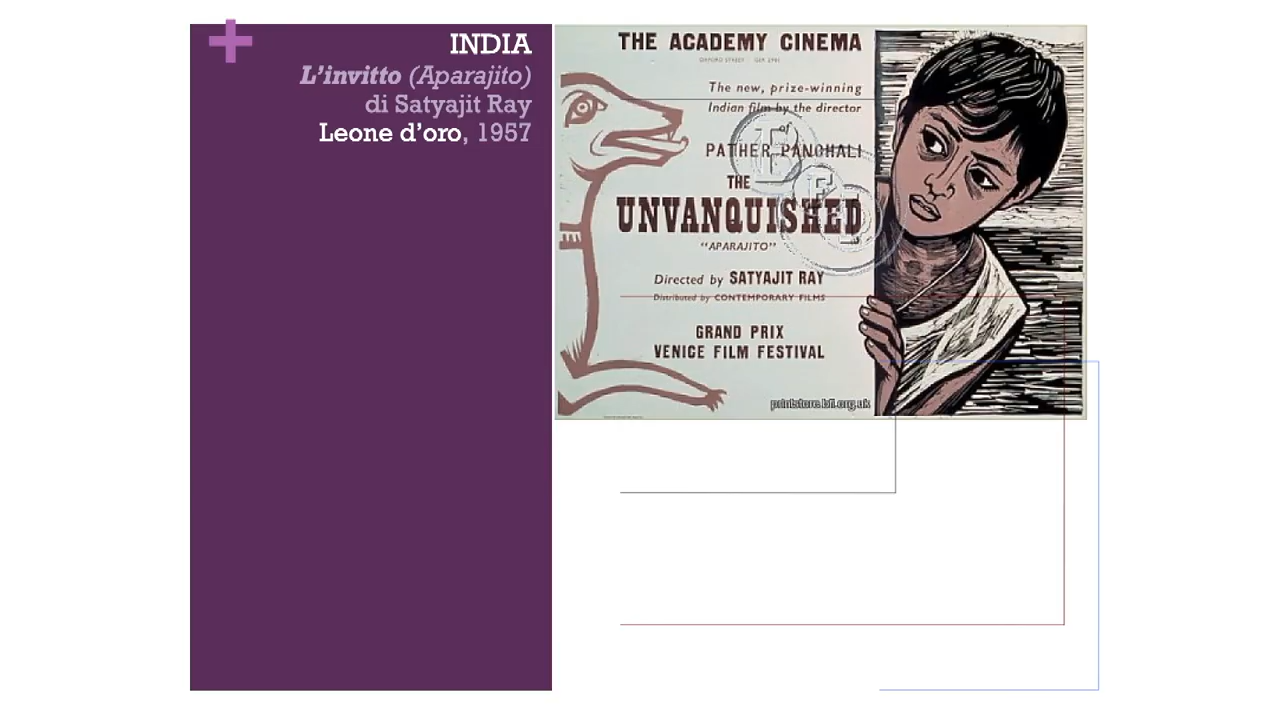 INDIA
L'invitto (Aparajito)
di Satyajit Ray
Leone d'oro, 1957
THE ACADEMY CINEMA
OXFORD STREET GER 2981
The new, prize-winning
Indian film by the director
of
PATHER PANCHALI
THE
UNVANQUISHED
"APARAJITO"
Directed by SATYAJIT RAY
Distributed by CONTEMPORARY FILMS
GRAND PRIX
VENICE FILM FESTIVAL
printstore.bfi.org.uk